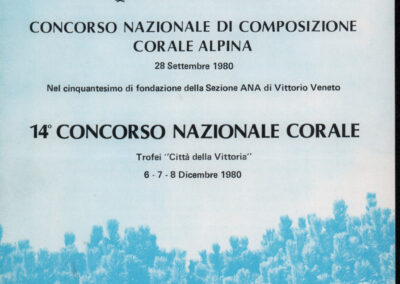 CONCORSO NAZIONALE DI COMPOSIZIONE
CORALE ALPINA
28 Settembre 1980
Nel cinquantesimo di fondazione della Sezione ANA di Vittorio Veneto
14° CONCORSO NAZIONALE CORALE
Trofei "Città della Vittoria"
6 - 7 - 8 Dicembre 1980